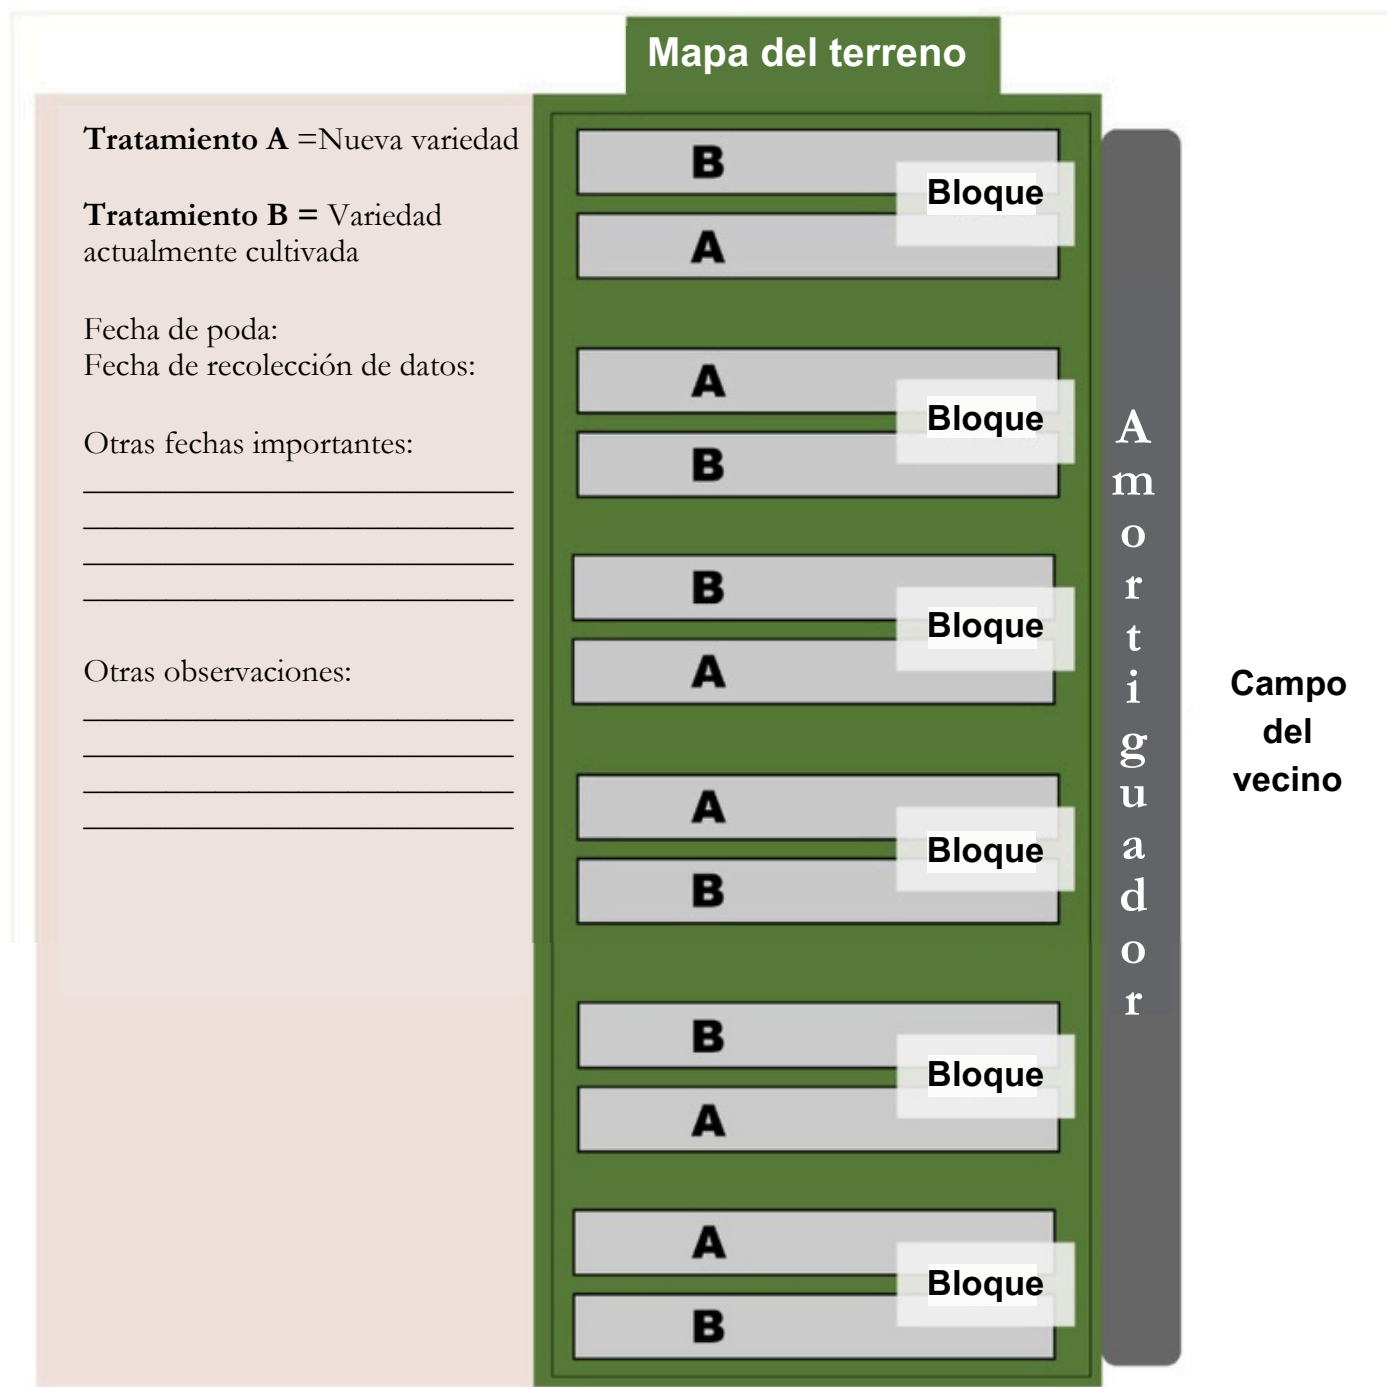 Mapa del terreno
Tratamiento A =Nueva variedad
Tratamiento B = Variedad
actualmente cultivada
Fecha de poda:
Fecha de recolección de datos:
Otras fechas importantes:
Otras observaciones:
B
Bloque
A
A
Bloque
B
B
Bloque
A
A
Bloque
B
B
Bloque
A
A
Bloque
B
Amortiguador
Campo
del
vecino